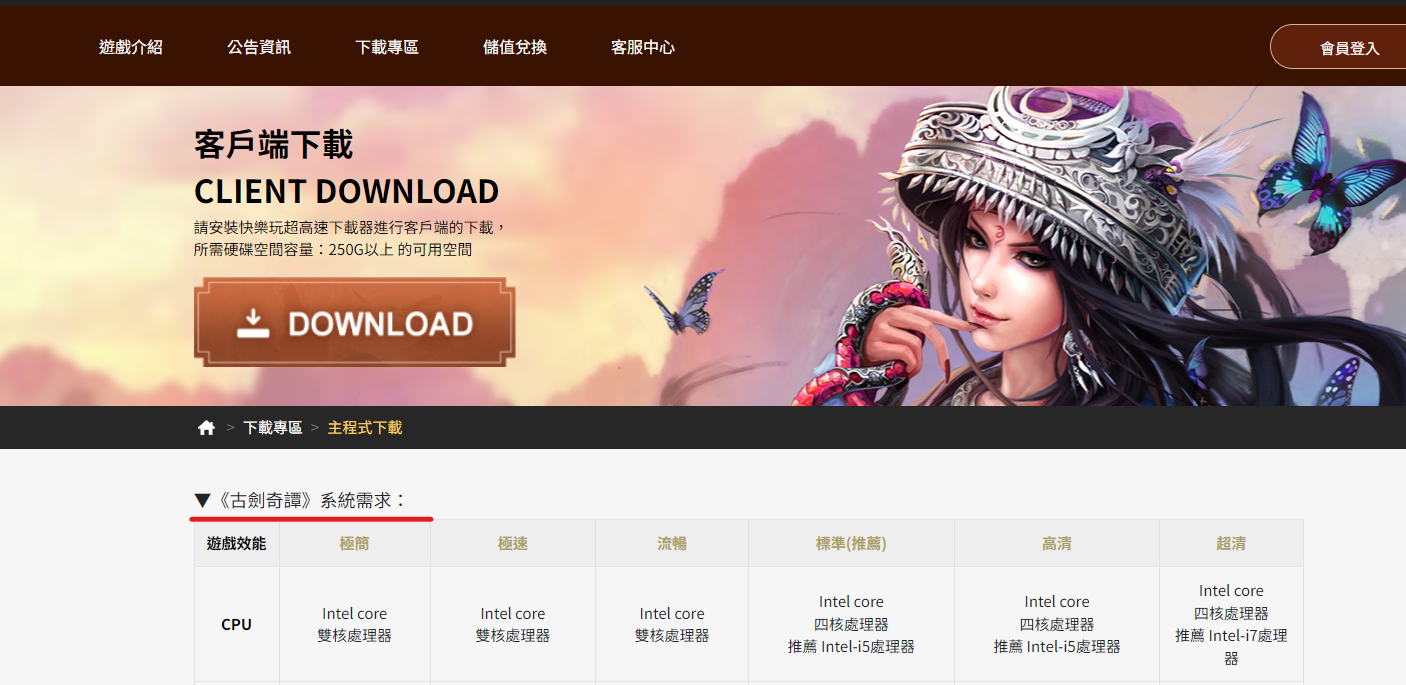 遊戲介紹 公告資訊 下載專區 儲值兌換 客服中心 會員登入
客戶端下載
CLIENT DOWNLOAD
請安裝快樂玩超高速下載器進行客戶端的下載，
所需硬碟空間容量：250G以上 的可用空間
DOWNLOAD
> 下載專區 > 主程式下載
▼《古劍奇譚》系統需求：
遊戲效能 極簡 極速 流暢 標準(推薦) 高清 超清
CPU
Intel core
雙核處理器
Intel core
雙核處理器
Intel core
雙核處理器
Intel core
四核處理器
推薦 Intel-i5處理器
Intel core
四核處理器
推薦 Intel-i5處理器
Intel core
四核處理器
推薦 Intel-i7處理
器